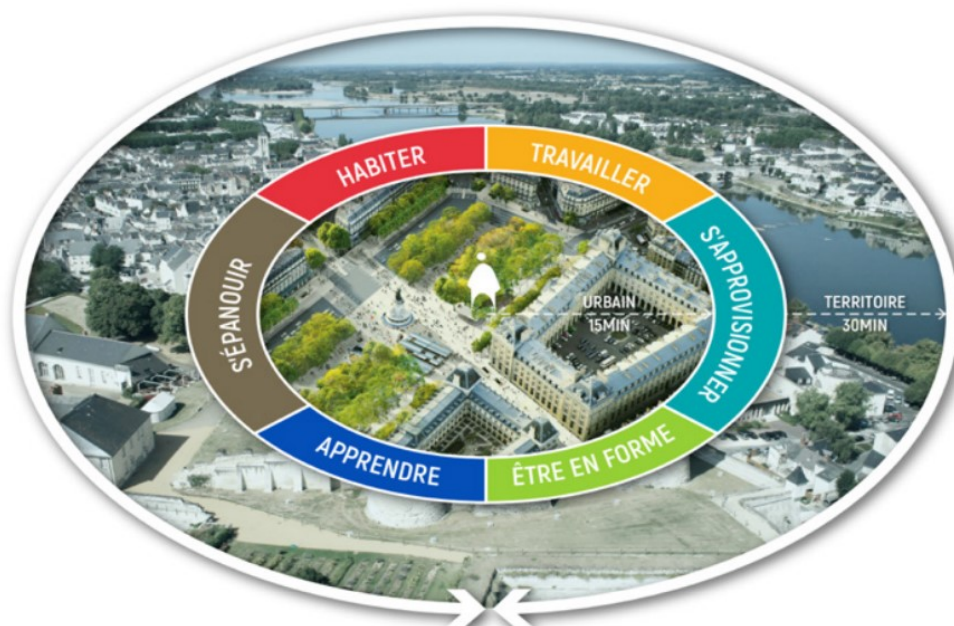 HABITER
TRAVAILLER
S'APPROVISIONNER
ÊTRE EN FORME
APPRENDRE
S'ÉPANOUIR
URBAIN
15MIN
TERRITOIRE
30MIN